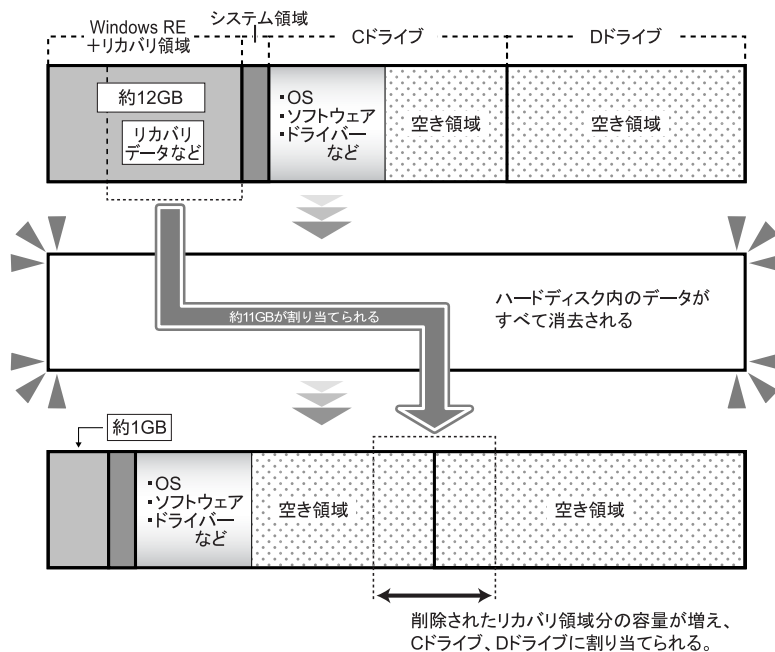 Windows RE
＋リカバリ領域
システム領域
Cドライブ
Dドライブ
約12GB
リカバリ
データなど
・OS
・ソフトウェア
・ドライバー
など
空き領域
空き領域
ハードディスク内のデータが
すべて消去される
約11GBが割り当てられる
約1GB
・OS
・ソフトウェア
・ドライバー
など
空き領域
空き領域
削除されたリカバリ領域分の容量が増え、
Cドライブ、Dドライブに割り当てられる。